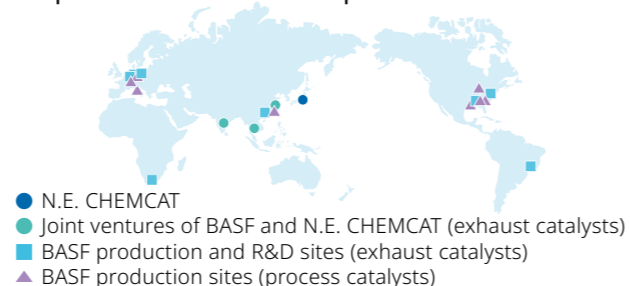 N.E. CHEMCAT
Joint ventures of BASF and N.E. CHEMCAT (exhaust catalysts)
BASF production and R&D sites (exhaust catalysts)
BASF production sites (process catalysts)